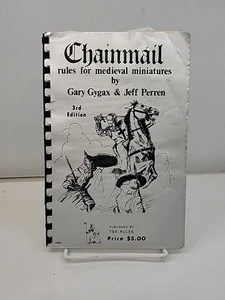 Chainmail
rules for medieval miniatures
by
Gary Gygax & Jeff Perren
3rd
Edition
PUBLISHED BY
TSR RULES
Price $5.00